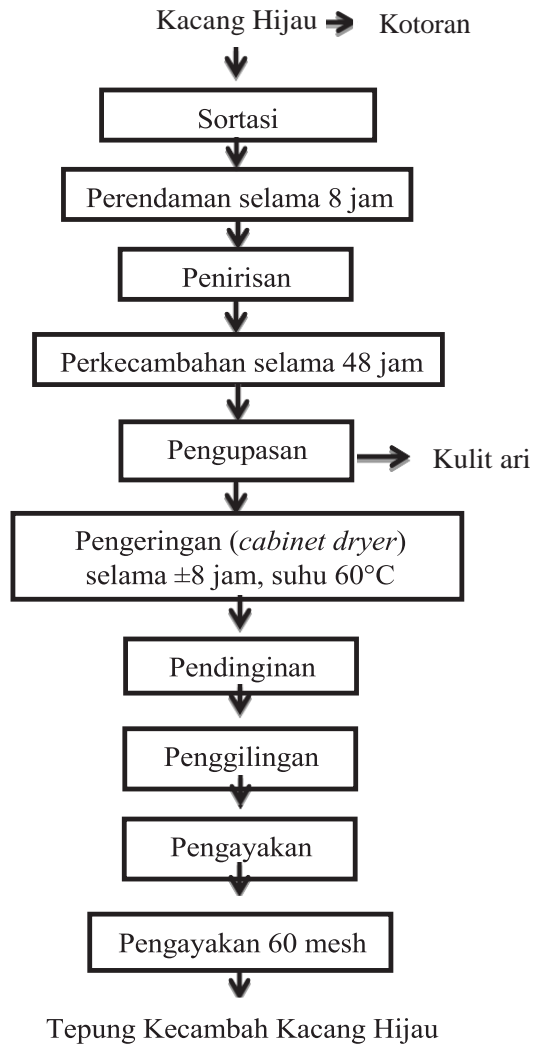 Kacang Hijau
Kotoran
Sortasi
Perendaman selama 8 jam
Penirisan
Perkecambahan selama 48 jam
Pengupasan
Kulit ari
Pengeringan (cabinet dryer)
selama ±8 jam, suhu 60°C
Pendinginan
Penggilingan
Pengayakan
Pengayakan 60 mesh
Tepung Kecambah Kacang Hijau